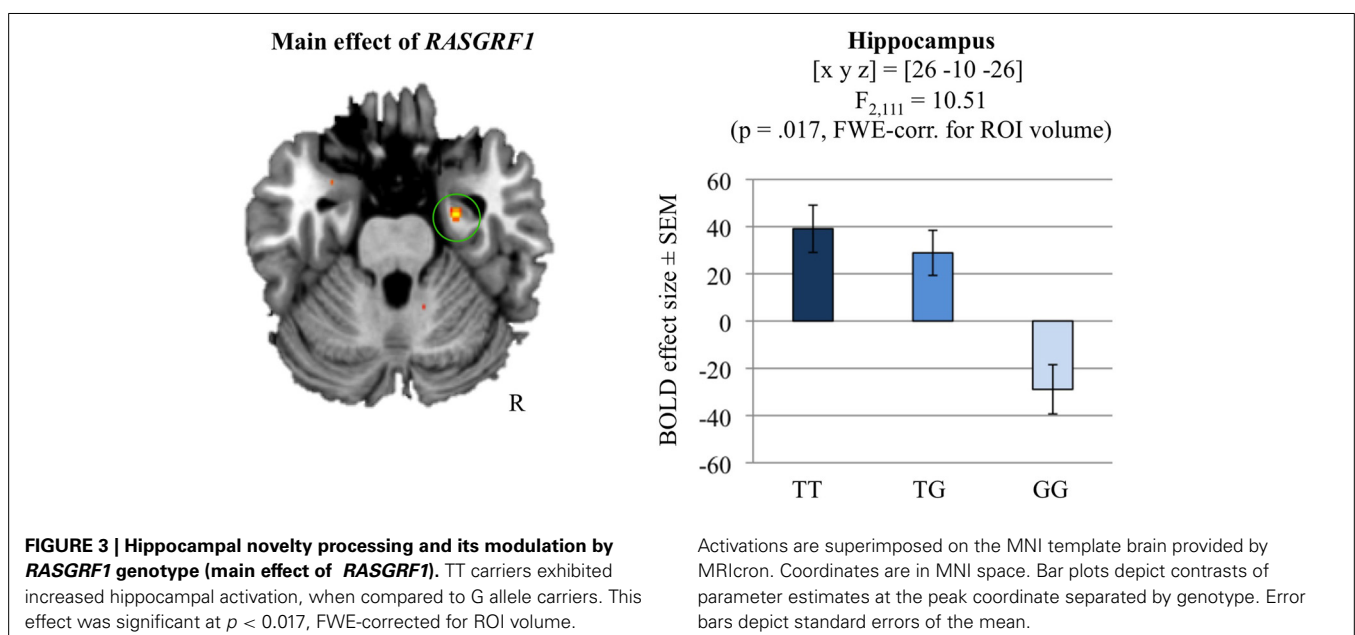 Main effect of RASGRF1
R
Hippocampus
[x y z] = [26 -10 -26]
F2,111 = 10.51
(p = .017, FWE-corr. for ROI volume)
BOLD effect size ± SEM
60
40
20
0
-20
-40
-60
TT TG GG
FIGURE 3 | Hippocampal novelty processing and its modulation by
RASGRF1 genotype (main effect of RASGRF1). TT carriers exhibited
increased hippocampal activation, when compared to G allele carriers. This
effect was significant at p < 0.017, FWE-corrected for ROI volume.
Activations are superimposed on the MNI template brain provided by
MRIcron. Coordinates are in MNI space. Bar plots depict contrasts of
parameter estimates at the peak coordinate separated by genotype. Error
bars depict standard errors of the mean.